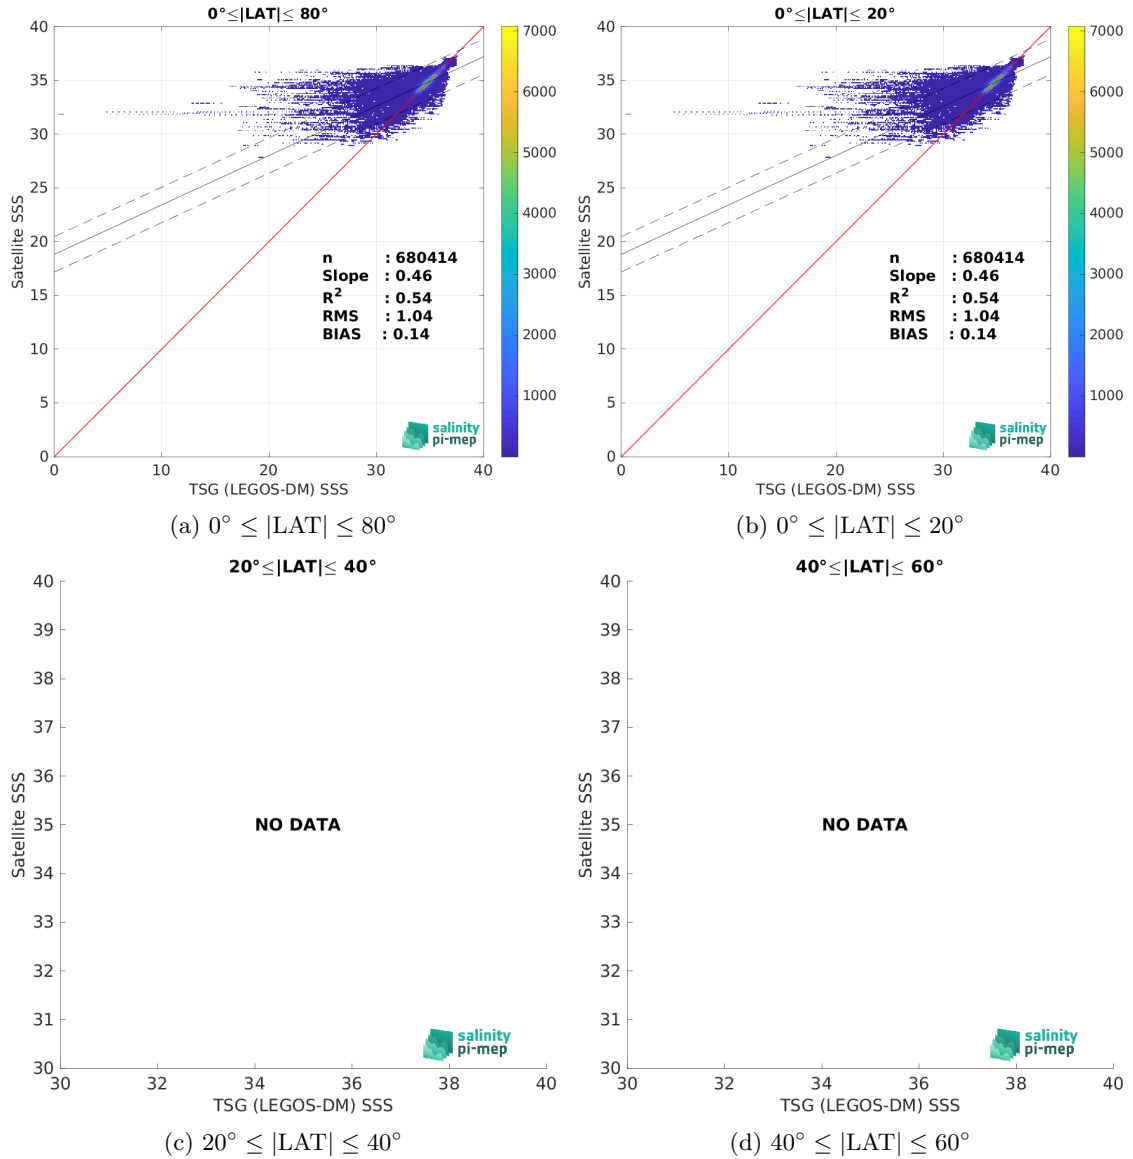 0°≤|LAT|≤ 80°
40
35
30
25
20
15
10
5
0
Satellite SSS
n : 680414
Slope : 0.46
R² : 0.54
RMS : 1.04
BIAS : 0.14
salinity
pi-mep
0 10 20 30 40
TSG (LEGOS-DM) SSS
7000
6000
5000
4000
3000
2000
1000
(a) 0° ≤ |LAT| ≤ 80°
0°≤|LAT|≤ 20°
40
35
30
25
20
15
10
5
0
Satellite SSS
n : 680414
Slope : 0.46
R² : 0.54
RMS : 1.04
BIAS : 0.14
salinity
pi-mep
0 10 20 30 40
TSG (LEGOS-DM) SSS
7000
6000
5000
4000
3000
2000
1000
(b) 0° ≤ |LAT| ≤ 20°
20°≤|LAT|≤ 40°
40
39
38
37
36
35
34
33
32
31
30
Satellite SSS
NO DATA
salinity
pi-mep
30 32 34 36 38 40
TSG (LEGOS-DM) SSS
(c) 20° ≤ |LAT| ≤ 40°
40°≤|LAT|≤ 60°
40
39
38
37
36
35
34
33
32
31
30
Satellite SSS
NO DATA
salinity
pi-mep
30 32 34 36 38 40
TSG (LEGOS-DM) SSS
(d) 40° ≤ |LAT| ≤ 60°